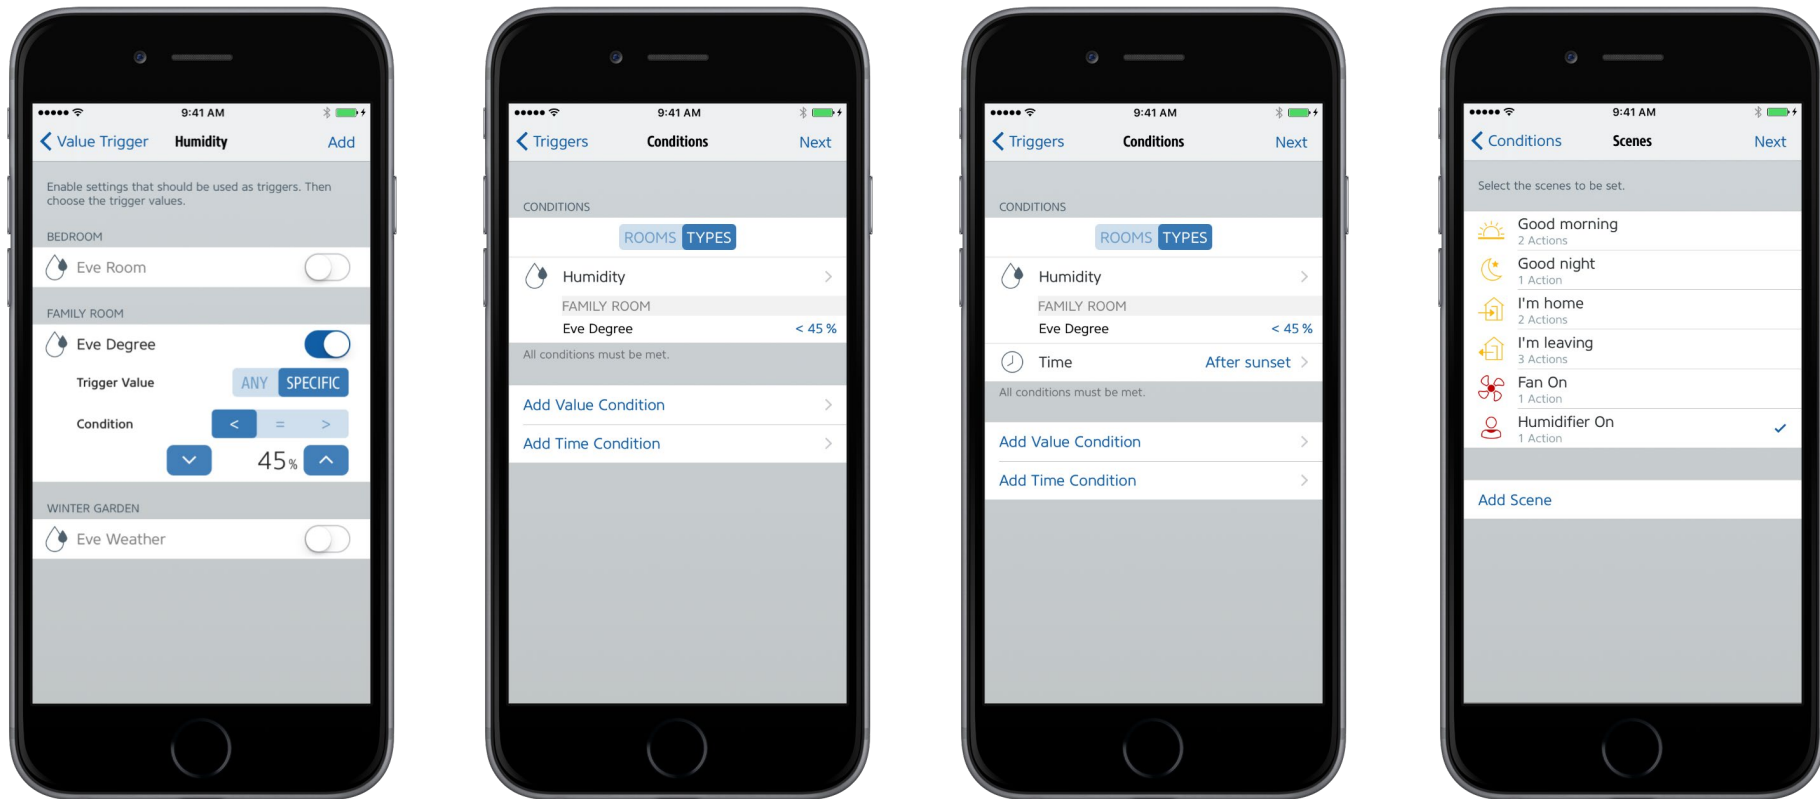 9:41 AM
Value Trigger
Humidity
Add
Enable settings that should be used as triggers. Then
choose the trigger values.
BEDROOM
Eve Room
FAMILY ROOM
Eve Degree
Trigger Value
ANY
SPECIFIC
Condition
< = >
45%
WINTER GARDEN
Eve Weather
9:41 AM
Triggers
Conditions
Next
CONDITIONS
ROOMS
TYPES
Humidity
FAMILY ROOM
Eve Degree
< 45 %
All conditions must be met.
Add Value Condition
Add Time Condition
9:41 AM
Triggers
Conditions
Next
CONDITIONS
ROOMS
TYPES
Humidity
FAMILY ROOM
Eve Degree
< 45 %
Time
After sunset
All conditions must be met.
Add Value Condition
Add Time Condition
9:41 AM
Conditions
Scenes
Next
Select the scenes to be set.
Good morning
2 Actions
Good night
1 Action
I'm home
2 Actions
I'm leaving
3 Actions
Fan On
1 Action
Humidifier On
1 Action
Add Scene